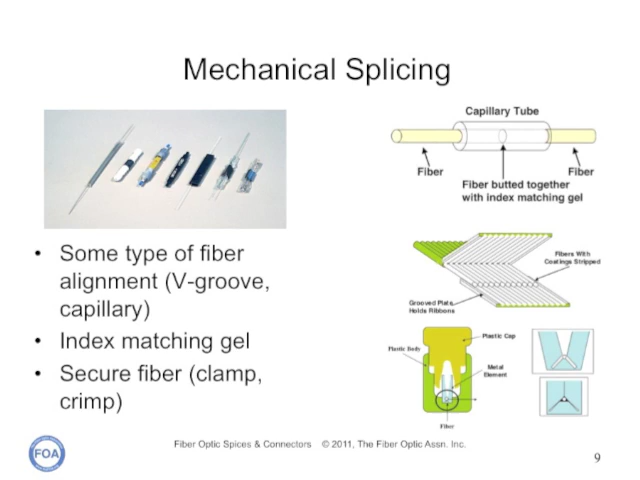 Mechanical Splicing
Capillary Tube
Fiber
Fiber
Fiber butted together
with index matching gel
• Some type of fiber
alignment (V-groove,
capillary)
• Index matching gel
• Secure fiber (clamp,
crimp)
Fibers With
Coatings Stripped
Grooved Plate
Holds Ribbons
Plastic Cap
Plastic Body
Metal
Element
Fiber
FOA
Fiber Optic Spices & Connectors © 2011, The Fiber Optic Assn. Inc.
9